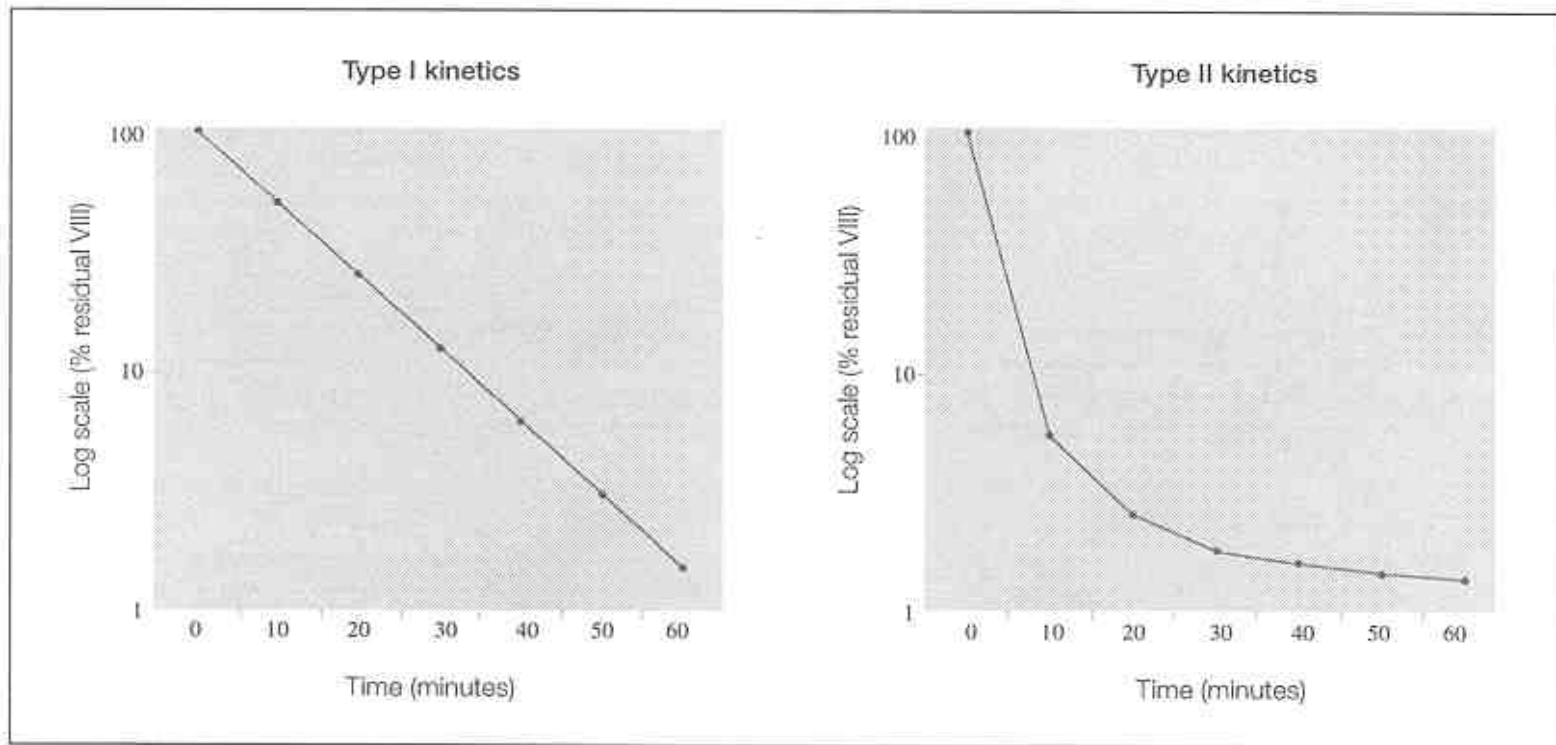 Type I kinetics
100
10
1
Log scale (% residual VIII)
0 10 20 30 40 50 60
Time (minutes)
Type II kinetics
100
10
1
Log scale (% residual VIII)
0 10 20 30 40 50 60
Time (minutes)